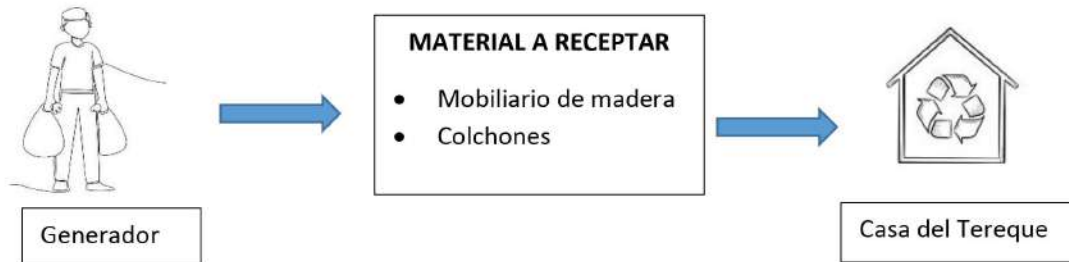 MATERIAL A RECEPTAR
• Mobiliario de madera
• Colchones
Generador
Casa del Tereque